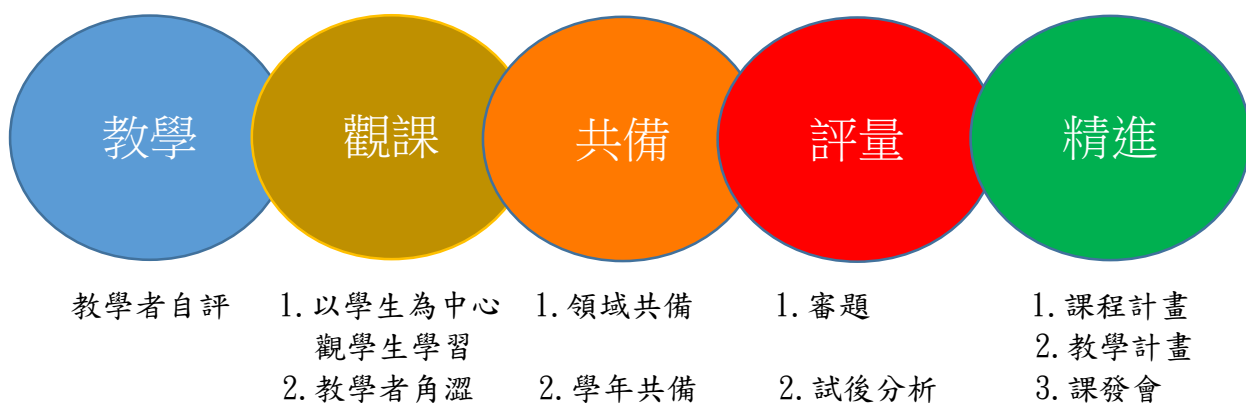 教學
觀課
共備
評量
精進
教學者自評
1.以學生為中心
觀學生學習
2.教學者角澀
1.領域共備
2.學年共備
1.審題
2.試後分析
1.課程計畫
2.教學計畫
3.課發會